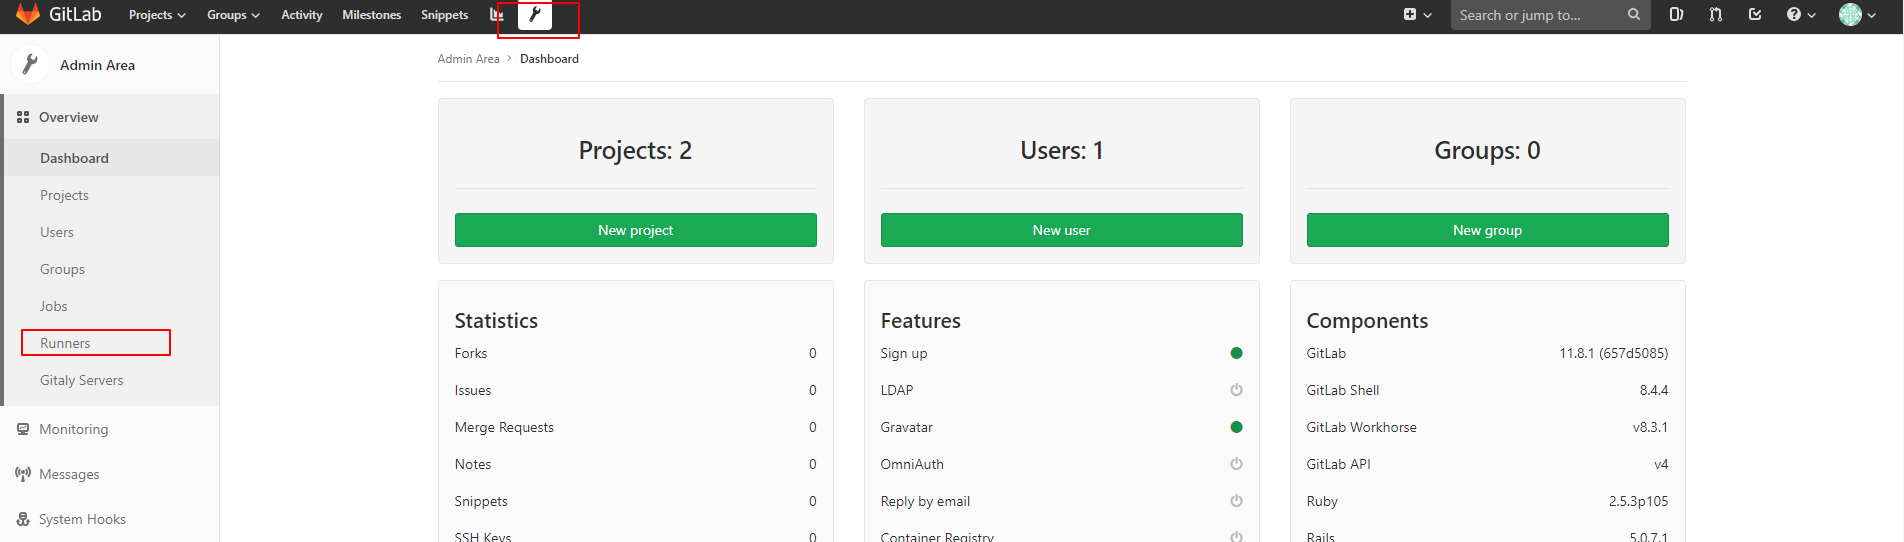 GitLab Projects Groups Activity Milestones Snippets Search or jump to...
Admin Area
Overview
Dashboard
Projects
Users
Groups
Jobs
Runners
Gitaly Servers
Monitoring
Messages
System Hooks
Admin Area > Dashboard
Projects: 2
New project
Users: 1
New user
Groups: 0
New group
Statistics
Forks 0
Issues 0
Merge Requests 0
Notes 0
Snippets 0
SSH Keys 0
Features
Sign up
LDAP
Gravatar
OmniAuth
Reply by email
Container Registry
Components
GitLab 11.8.1 (657d5085)
GitLab Shell 8.4.4
GitLab Workhorse v8.3.1
GitLab API v4
Ruby 2.5.3p105
Rails 5.0.7.1